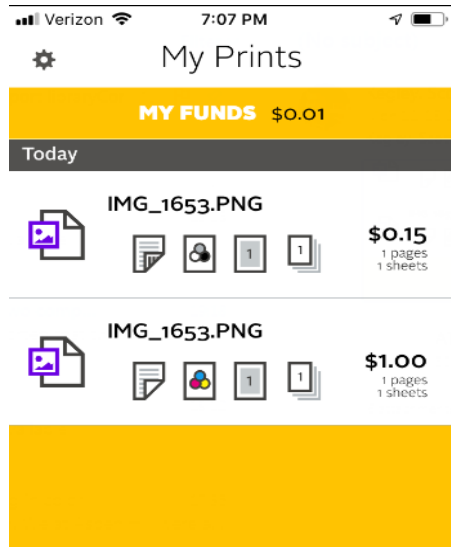 Verizon 7:07 PM
My Prints
MY FUNDS $0.01
Today
IMG_1653.PNG
$0.15
1 pages
1 sheets
1 1
IMG_1653.PNG
$1.00
1 pages
1 sheets
1 1